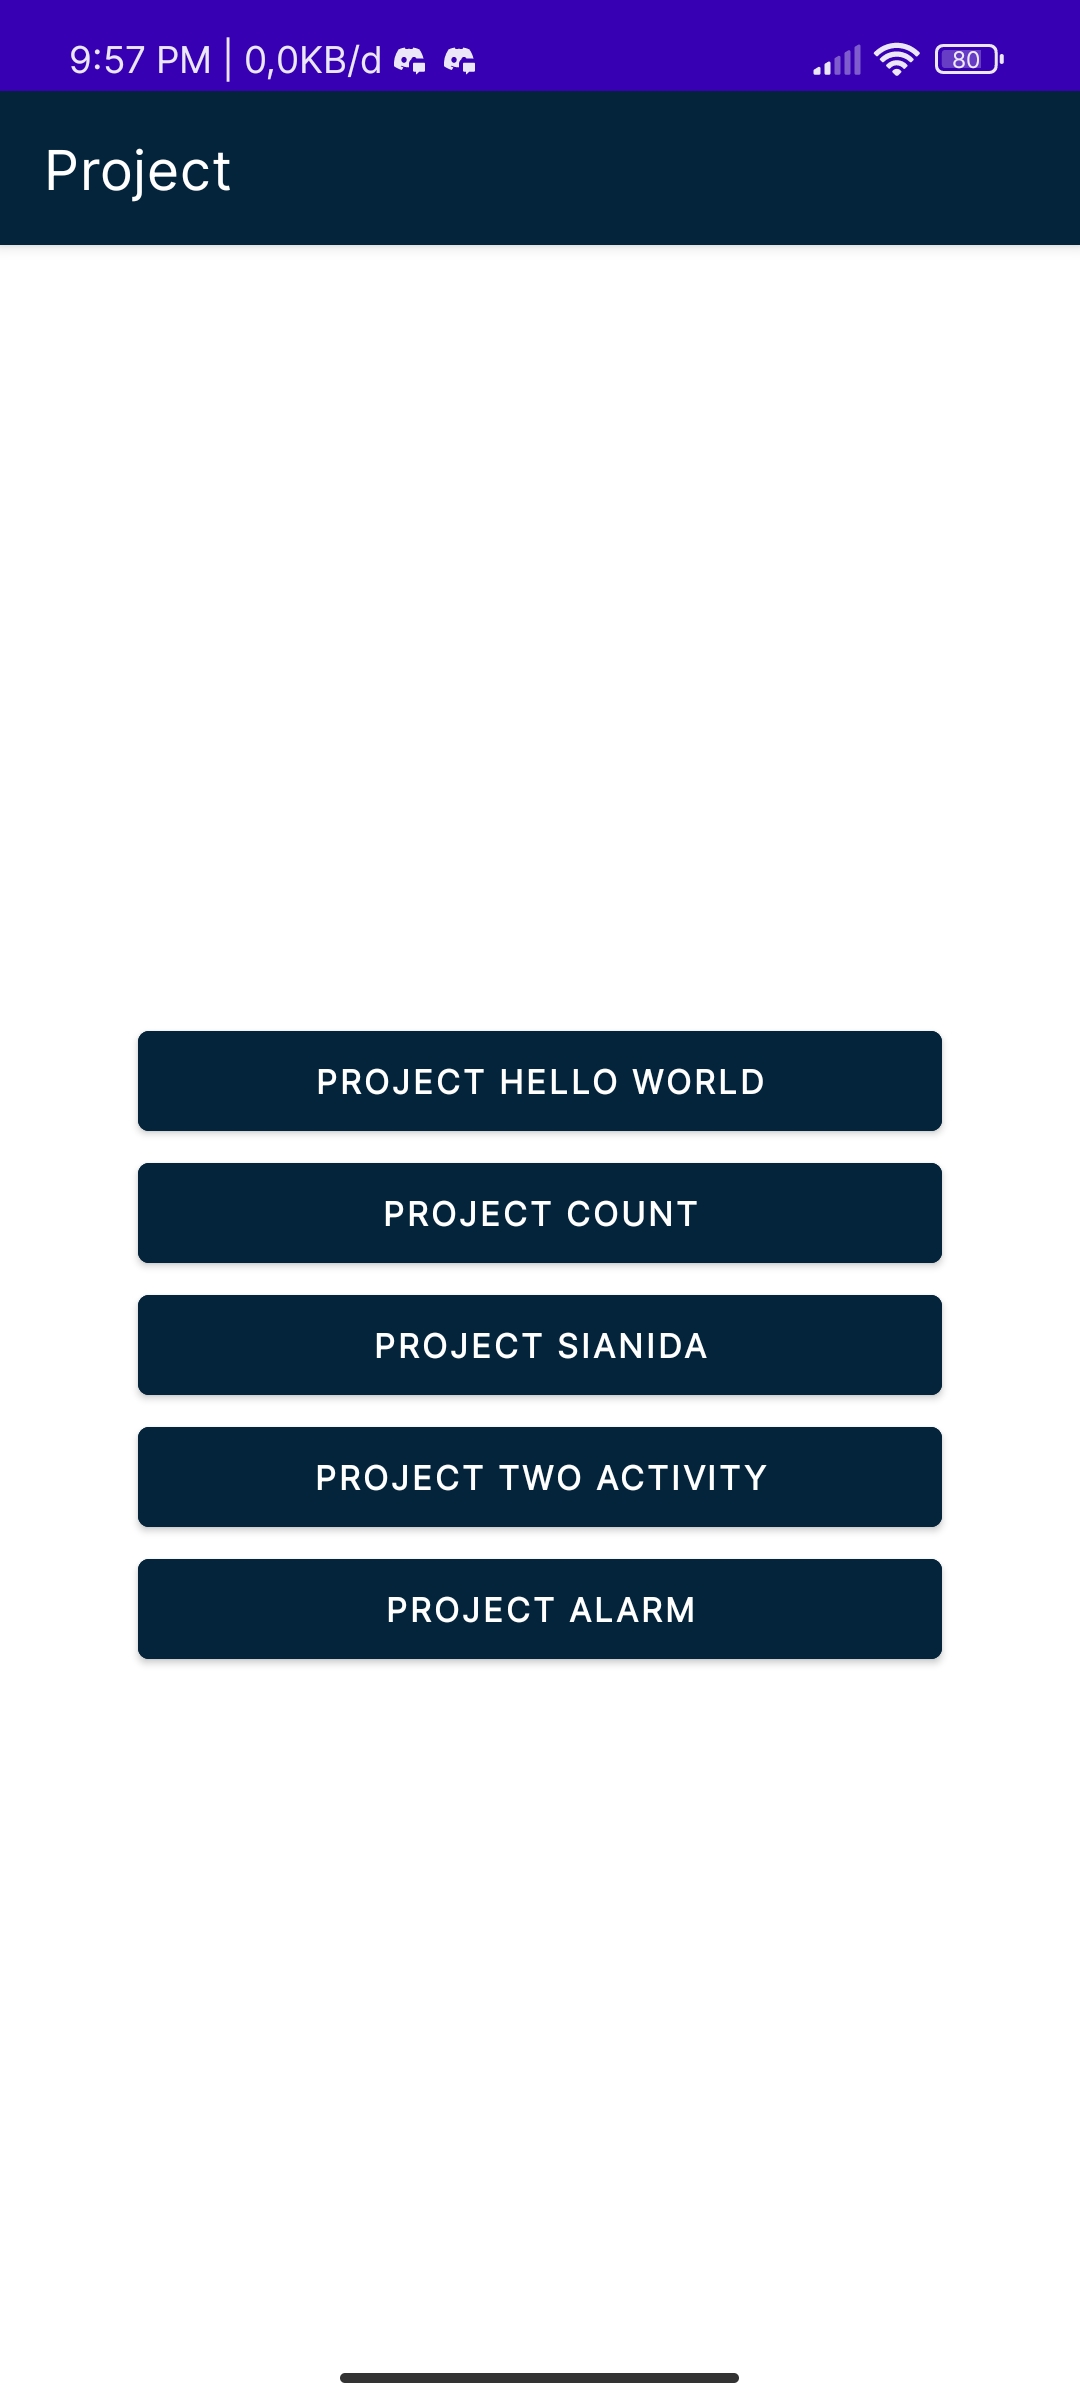 9:57 PM | 0,0KB/d
80
Project
PROJECT HELLO WORLD
PROJECT COUNT
PROJECT SIANIDA
PROJECT TWO ACTIVITY
PROJECT ALARM